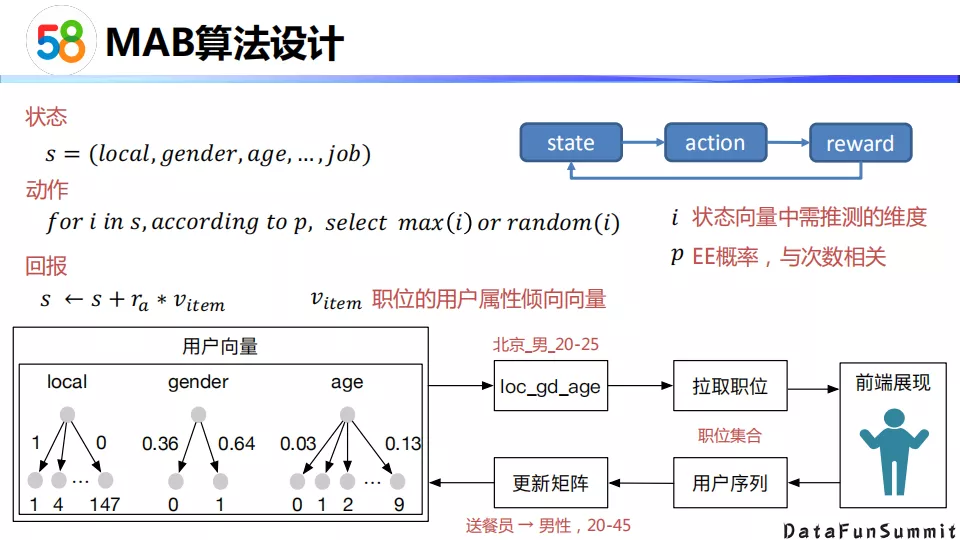 58 MAB算法设计
状态
s = (local, gender, age, … , job)
state action reward
动作
for i in s, according to p, select max(i) or random(i)
i 状态向量中需推测的维度
p EE概率，与次数相关
回报
s ← s + r_a * v_item
v_item 职位的用户属性倾向向量
用户向量
local gender age
1 0 0.36 0.64 0.03 0.13
1 4 … 147 0 1 0 1 2 … 9
北京_男_20-25
loc_gd_age
拉取职位
前端展现
职位集合
更新矩阵
用户序列
送餐员 → 男性，20-45
DataFunSummit